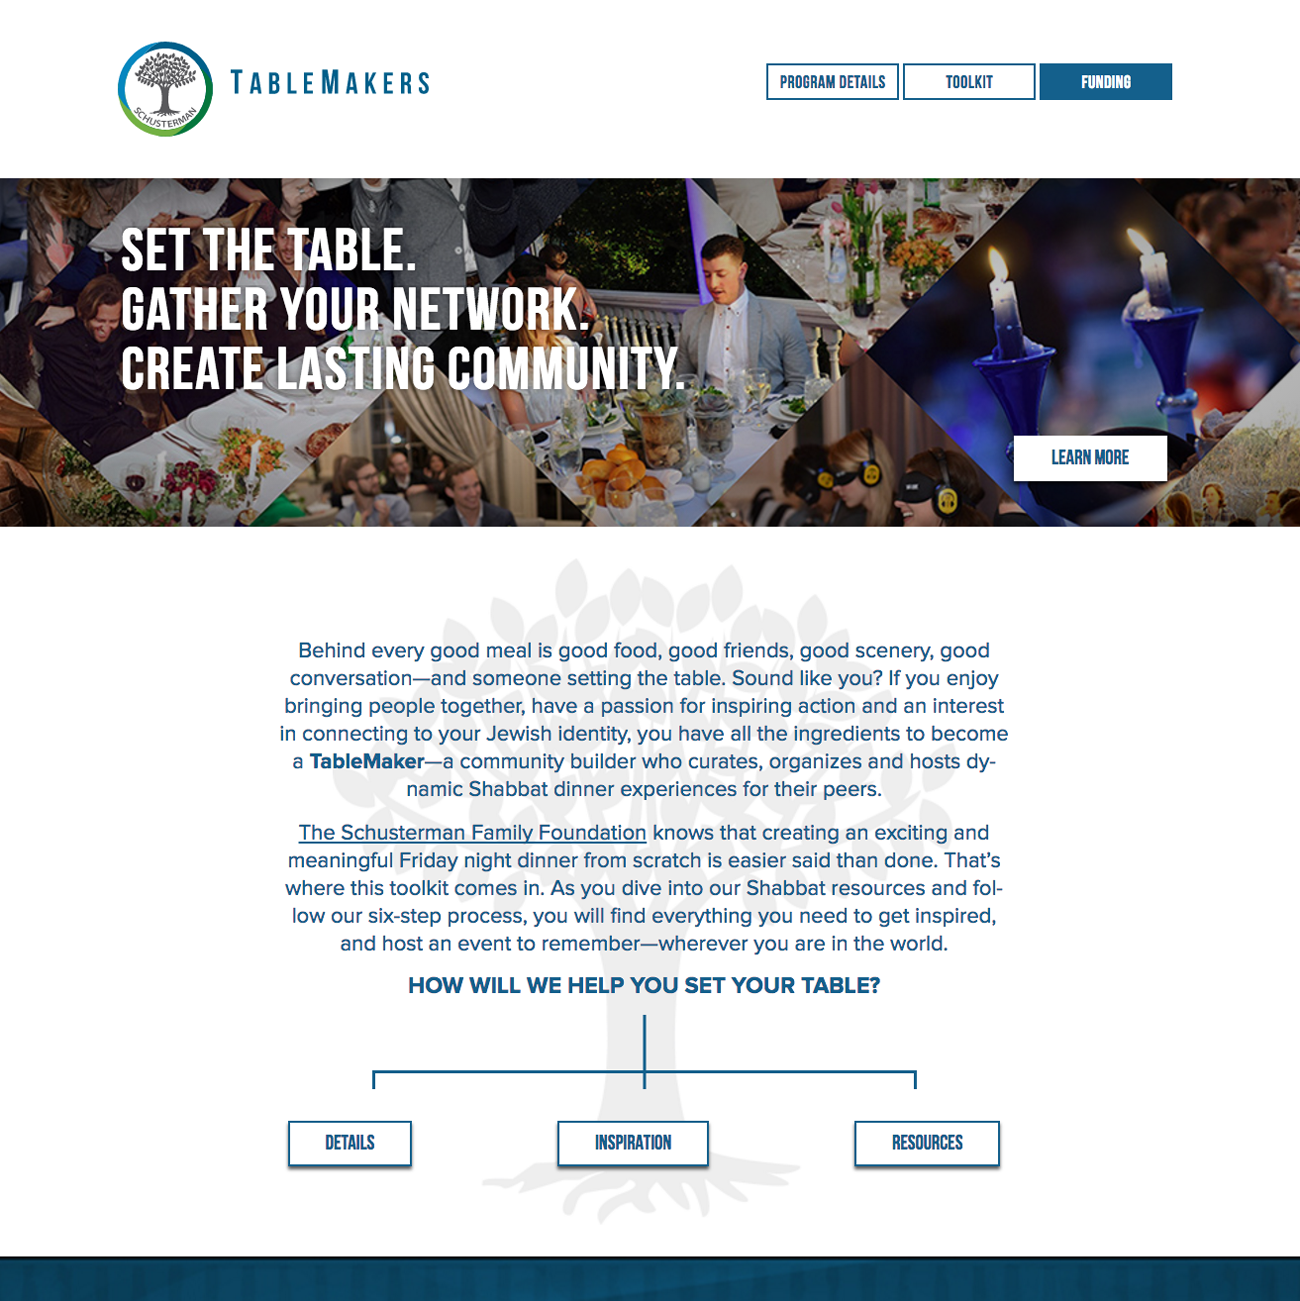 SCHUSTERMAN
TABLEMAKERS
PROGRAM DETAILS
TOOLKIT
FUNDING
SET THE TABLE.
GATHER YOUR NETWORK.
CREATE LASTING COMMUNITY.
LEARN MORE
Behind every good meal is good food, good friends, good scenery, good
conversation—and someone setting the table. Sound like you? If you enjoy
bringing people together, have a passion for inspiring action and an interest
in connecting to your Jewish identity, you have all the ingredients to become
a TableMaker—a community builder who curates, organizes and hosts dy-
namic Shabbat dinner experiences for their peers.
The Schusterman Family Foundation knows that creating an exciting and
meaningful Friday night dinner from scratch is easier said than done. That’s
where this toolkit comes in. As you dive into our Shabbat resources and fol-
low our six-step process, you will find everything you need to get inspired,
and host an event to remember—wherever you are in the world.
HOW WILL WE HELP YOU SET YOUR TABLE?
DETAILS
INSPIRATION
RESOURCES